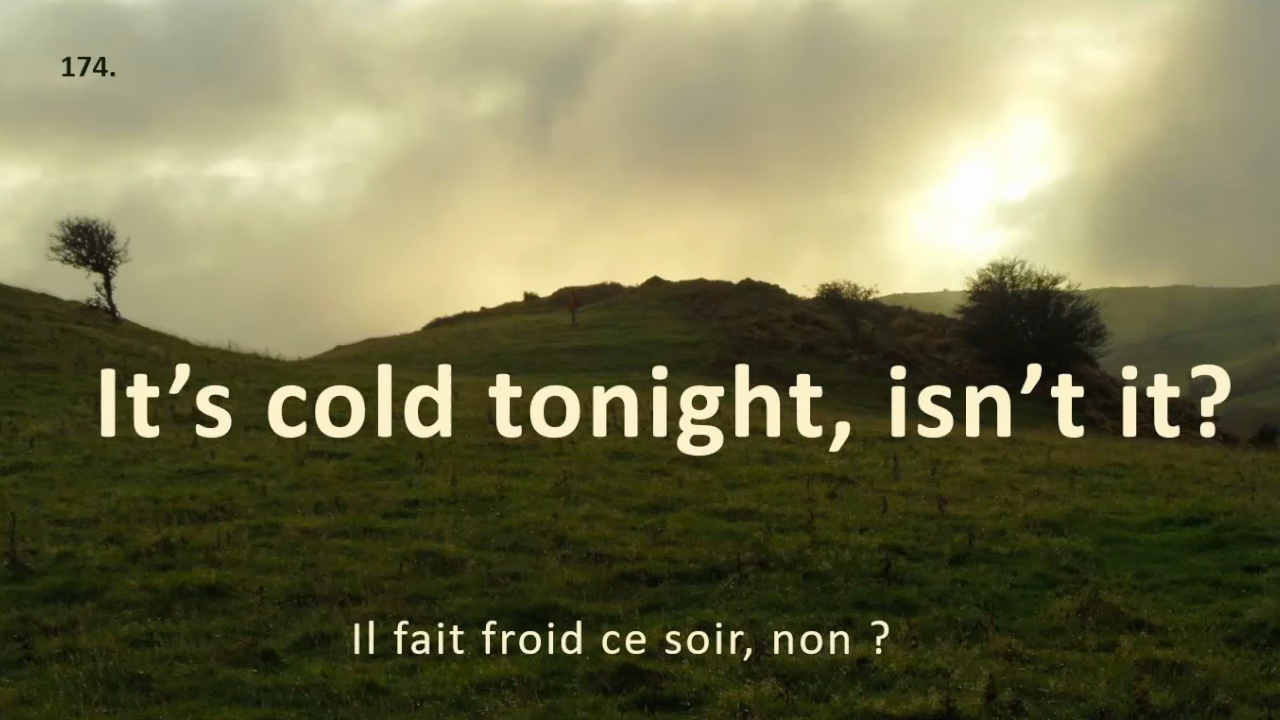 174.
It’s cold tonight, isn’t it?
Il fait froid ce soir, non ?